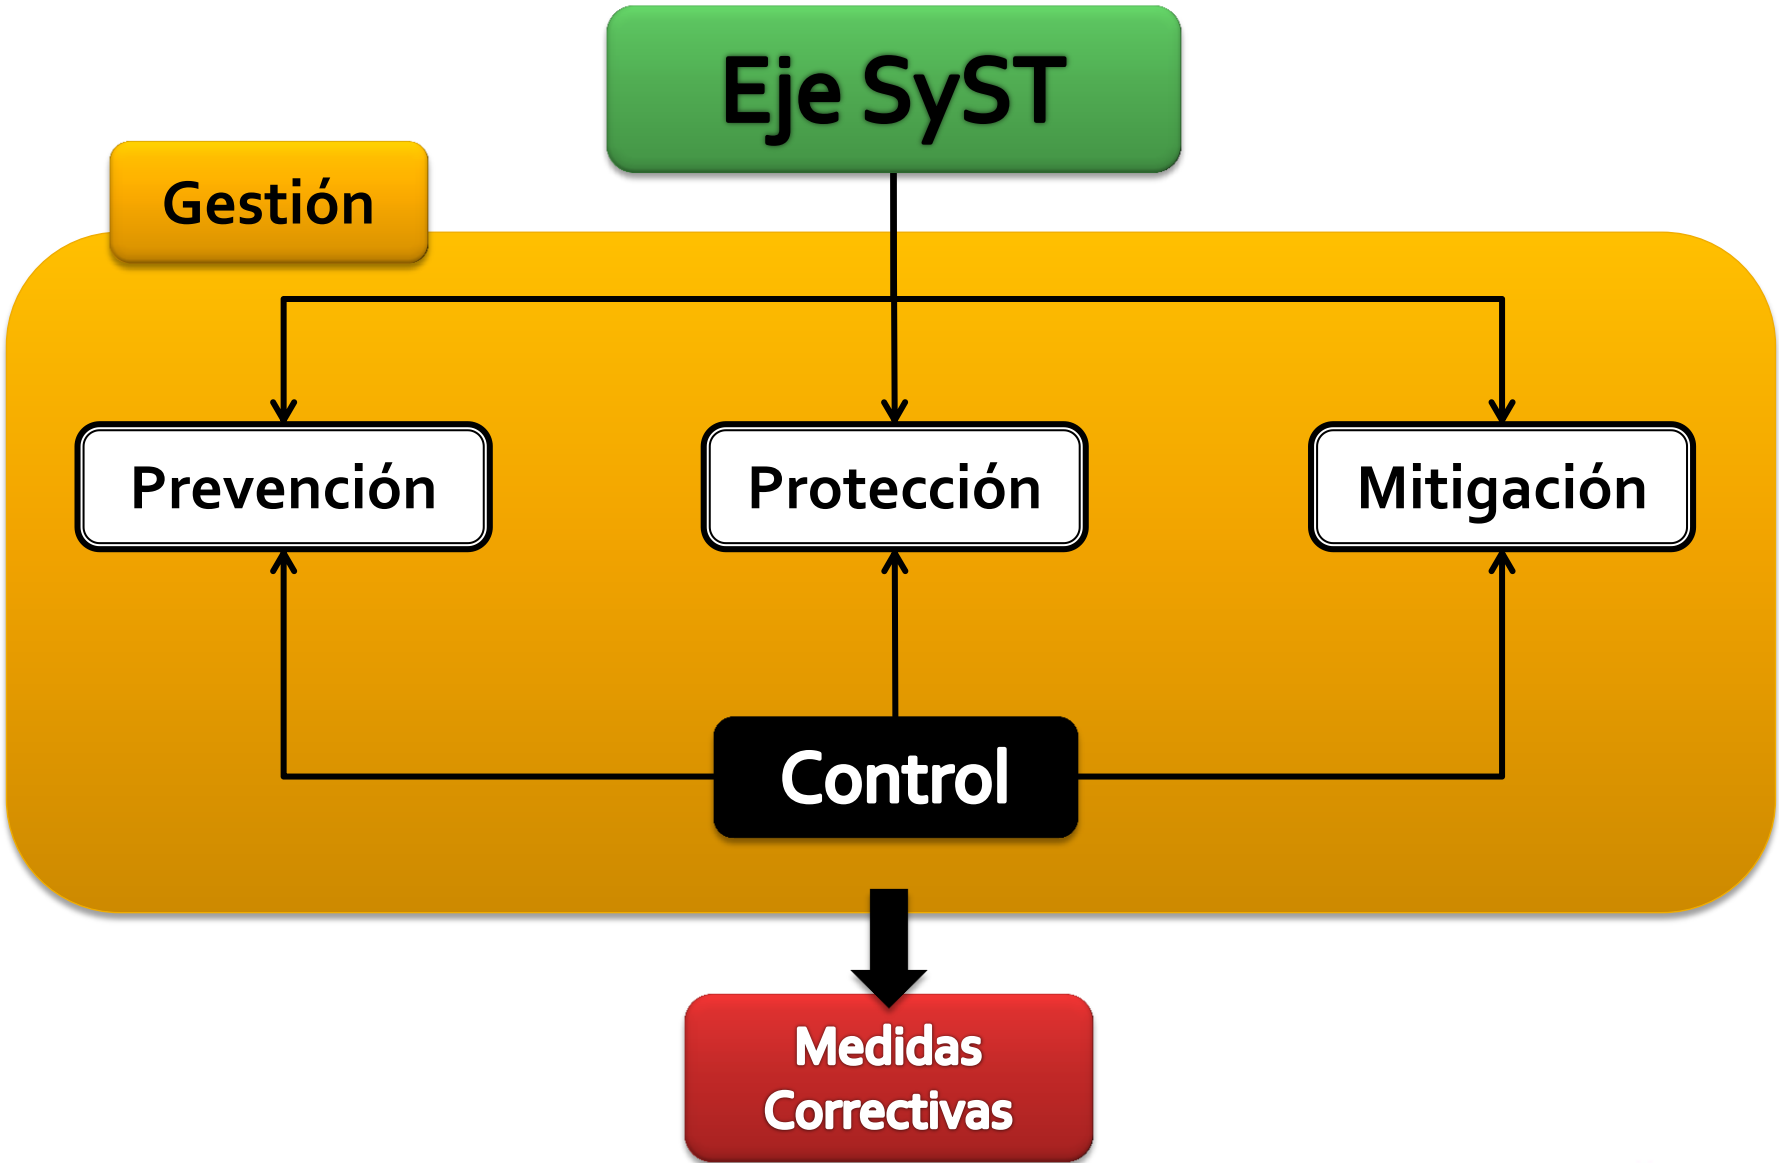 Eje SyST
Gestión
Prevención
Protección
Mitigación
Control
Medidas
Correctivas